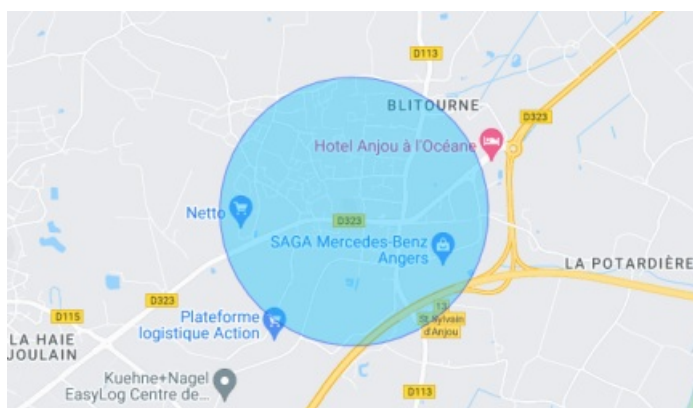 D113
BLITOURNE
D323
Hotel Anjou à l'Océane
Netto
D323
SAGA Mercedes-Benz
Angers
LA POTARDIÈRE
D323
13
St Sylvain
d'Anjou
D115
Plateforme
logistique Action
LA HAIE
JOULAIN
Kuehne+Nagel
EasyLog Centre de...
D113